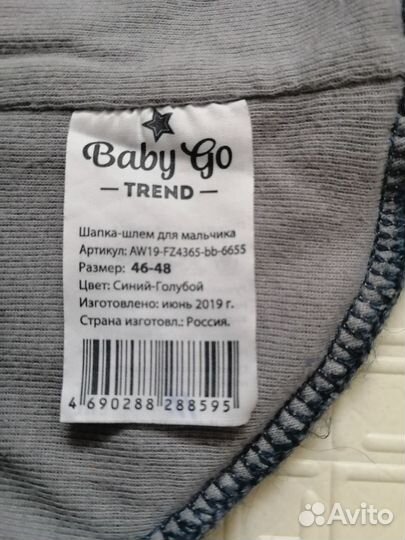 Baby Go
— TREND —
Шапка-шлем для мальчика
Артикул: AW19-FZ4365-bb-6655
Размер: 46-48
Цвет: Синий-Голубой
Изготовлено: июнь 2019 г.
Страна изготовл.: Россия.
4 690288 288595
Avito